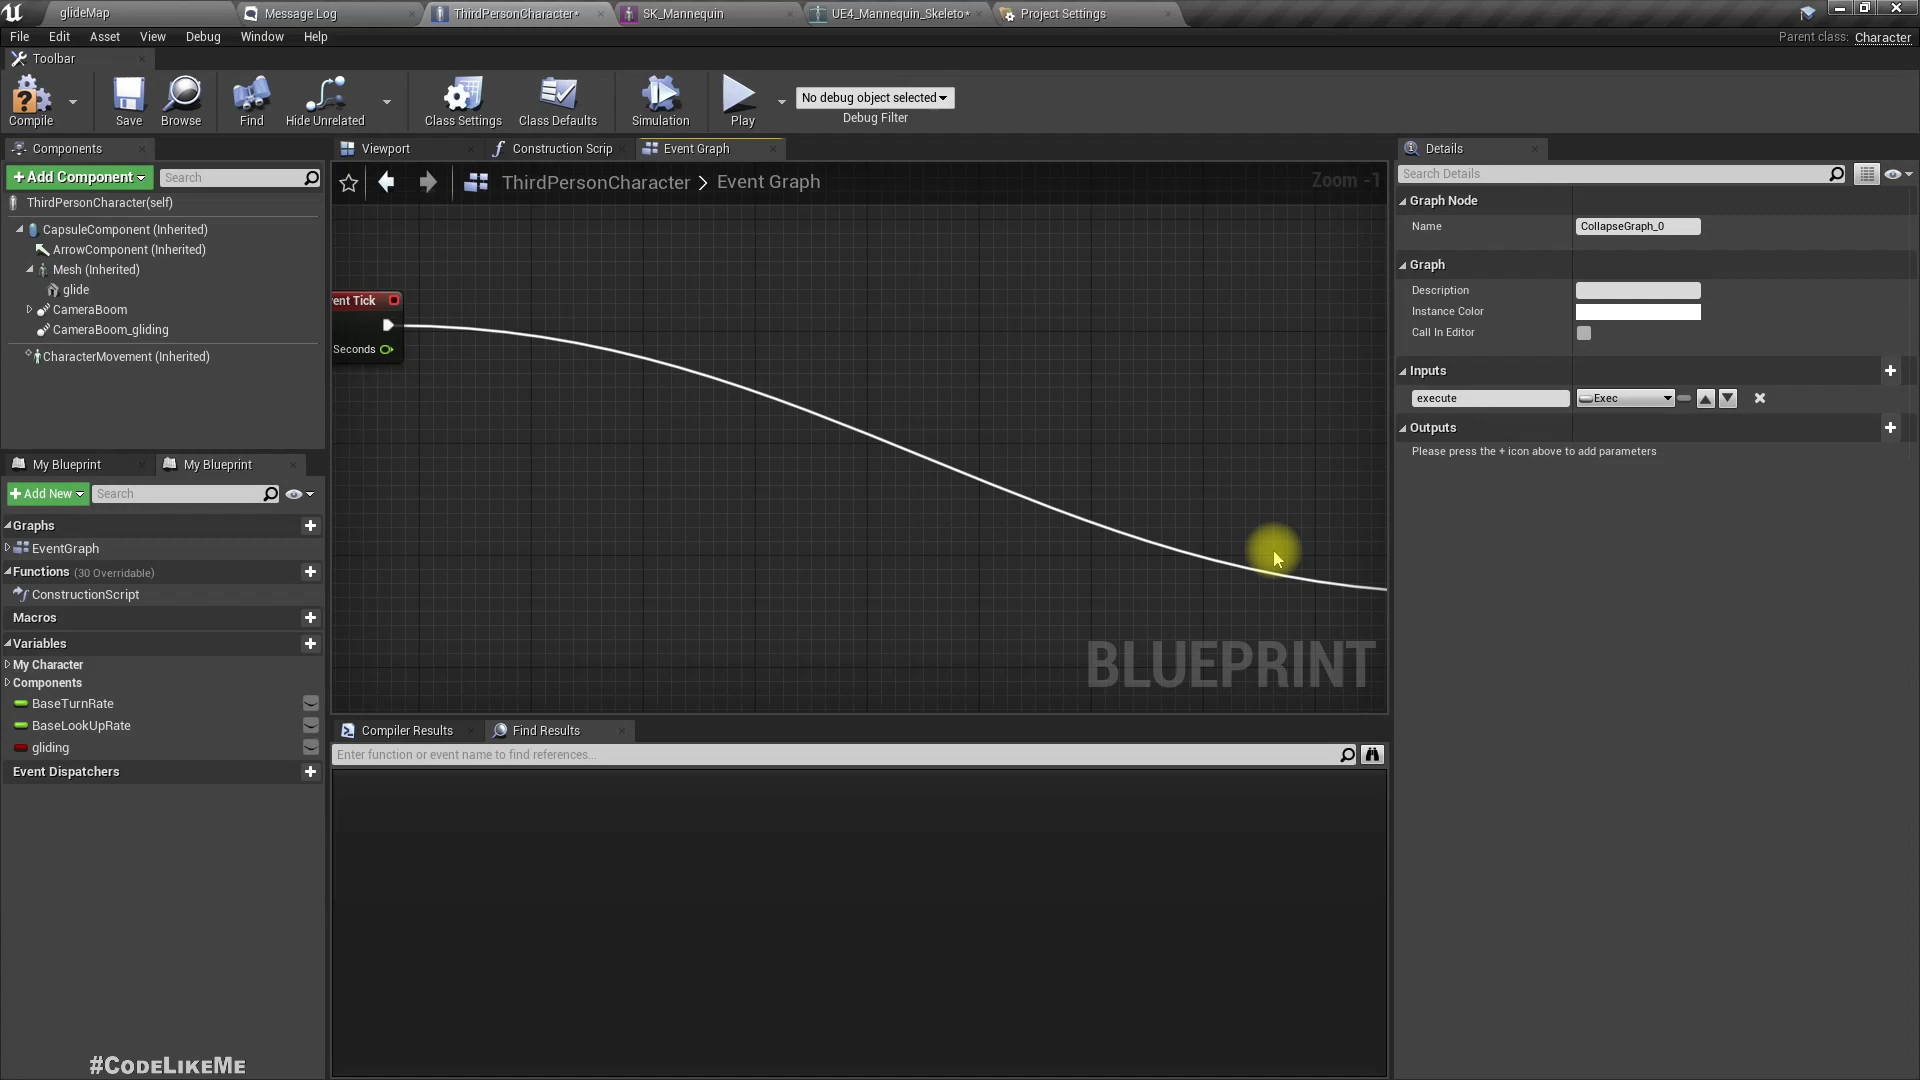 glideMap
Message Log
ThirdPersonCharacter*
SK_Mannequin
UE4_Mannequin_Skeleto*
Project Settings
File Edit Asset View Debug Window Help
Parent class: Character
Toolbar
Compile
Save
Browse
Find
Hide Unrelated
Class Settings
Class Defaults
Simulation
Play
No debug object selected
Debug Filter
Components
+Add Component
Search
ThirdPersonCharacter(self)
CapsuleComponent (Inherited)
ArrowComponent (Inherited)
Mesh (Inherited)
glide
CameraBoom
CameraBoom_gliding
CharacterMovement (Inherited)
My Blueprint
My Blueprint
+Add New
Search
Graphs
EventGraph
Functions (30 Overridable)
ConstructionScript
Macros
Variables
My Character
Components
BaseTurnRate
BaseLookUpRate
gliding
Event Dispatchers
#CodeLikeMe
Viewport
Construction Scrip
Event Graph
ThirdPersonCharacter > Event Graph
Zoom -1
ent Tick
Seconds
BLUEPRINT
Compiler Results
Find Results
Enter function or event name to find references...
Details
Search Details
Graph Node
Name
CollapseGraph_0
Graph
Description
Instance Color
Call In Editor
Inputs
execute
Exec
Outputs
Please press the + icon above to add parameters